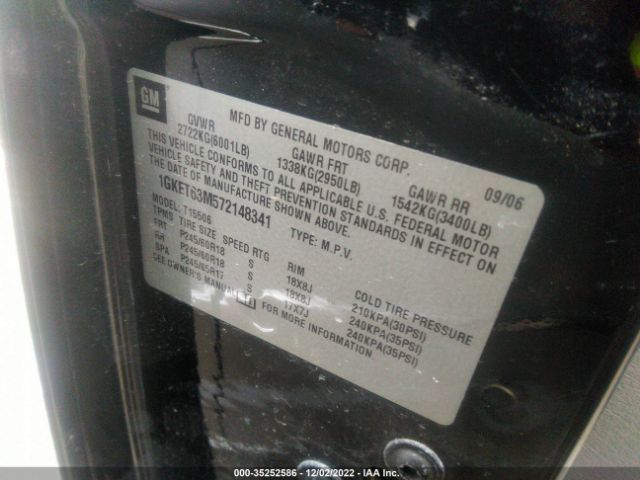 GM
MFD BY GENERAL MOTORS CORP. 09/06
GVWR GAWR FRT GAWR RR
2722KG(6001LB) 1338KG(2950LB) 1542KG(3400LB)
THIS VEHICLE CONFORMS TO ALL APPLICABLE U.S. FEDERAL MOTOR
VEHICLE SAFETY AND THEFT PREVENTION STANDARDS IN EFFECT ON
THE DATE OF MANUFACTURE SHOWN ABOVE.
1GKET63M572148341 TYPE: M.P.V.
MODEL: T15506
TIRE SIZE SPEED RTG RIM COLD TIRE PRESSURE
FRT P245/60R18 S 18X8J 210KPA(30PSI)
RR P245/60R18 S 18X8J 240KPA(35PSI)
SPA P245/65R17 S 17X7J 240KPA(35PSI)
SEE OWNER'S MANUAL FOR MORE INFORMATION.
000-35252586 - 12/02/2022 - IAA Inc.